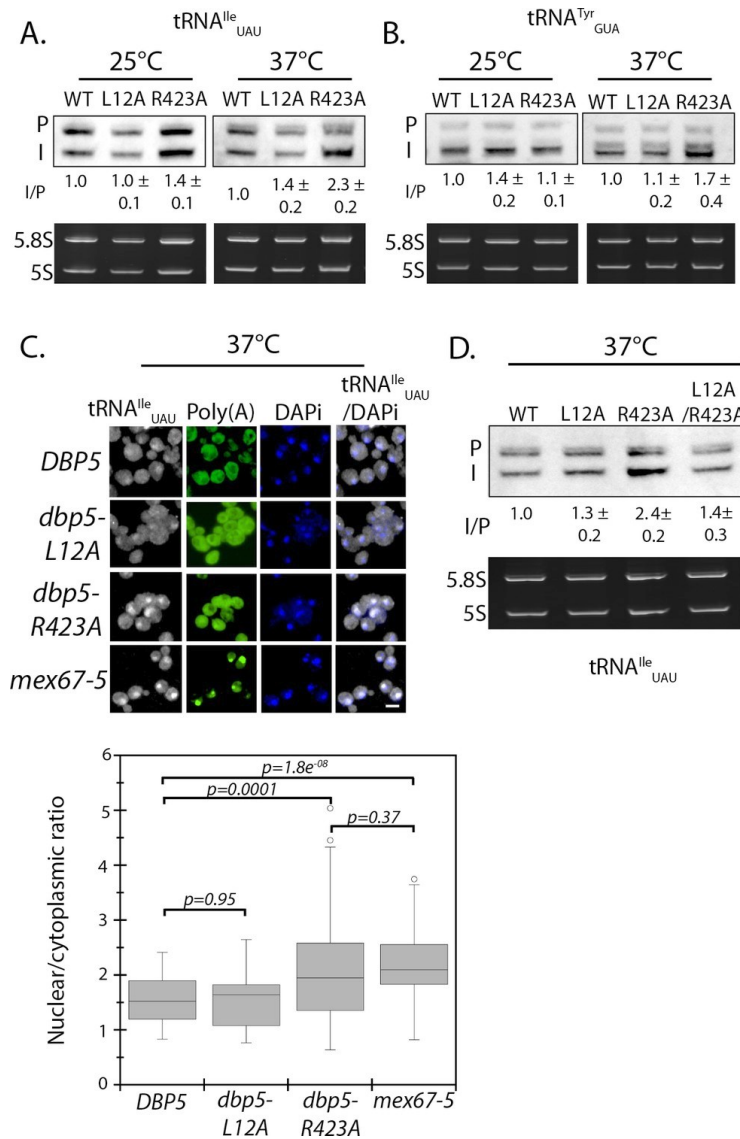 A.
tRNA^Ile_UAU
25°C 37°C
WT L12A R423A WT L12A R423A
P
I
I/P 1.0 1.0 ± 0.1 1.4 ± 0.1 1.0 1.4 ± 0.2 2.3 ± 0.2
5.8S
5S
B.
tRNA^Tyr_GUA
25°C 37°C
WT L12A R423A WT L12A R423A
P
I
I/P 1.0 1.4 ± 0.2 1.1 ± 0.1 1.0 1.1 ± 0.2 1.7 ± 0.4
5.8S
5S
C.
37°C
tRNA^Ile_UAU Poly(A) DAPi tRNA^Ile_UAU /DAPi
DBP5
dbp5-
L12A
dbp5-
R423A
mex67-5
D.
37°C
WT L12A R423A L12A /R423A
P
I
I/P 1.0 1.3 ± 0.2 2.4± 0.2 1.4 ± 0.3
5.8S
5S
tRNA^Ile_UAU
Nuclear/cytoplasmic ratio
6
5
4
3
2
1
0
p=1.8e^-08
p=0.0001
p=0.37
p=0.95
DBP5 dbp5-L12A dbp5-R423A mex67-5